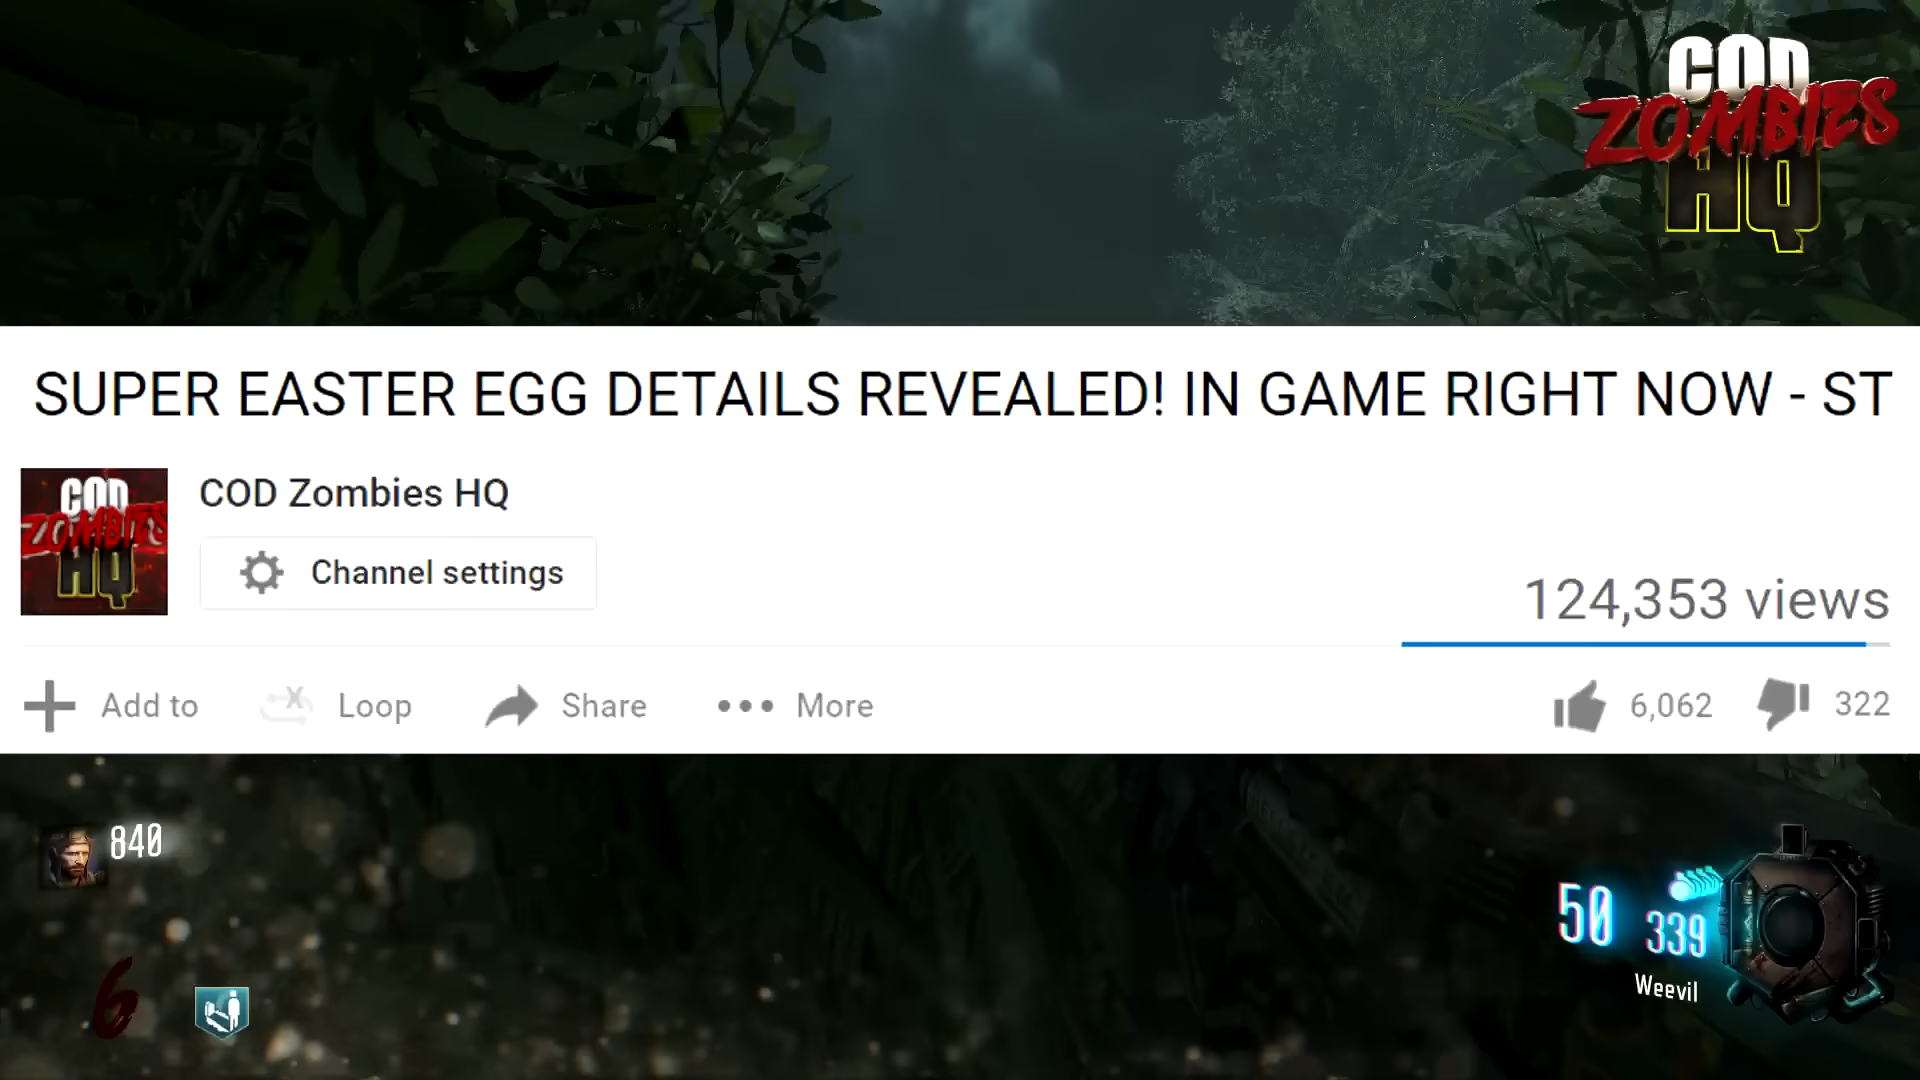 COD
ZOMBIES
HQ
SUPER EASTER EGG DETAILS REVEALED! IN GAME RIGHT NOW - ST
COD
ZOMBIES
HQ
COD Zombies HQ
Channel settings
124,353 views
Add to
Loop
Share
More
6,062
322
840
50
339
Weevil
6